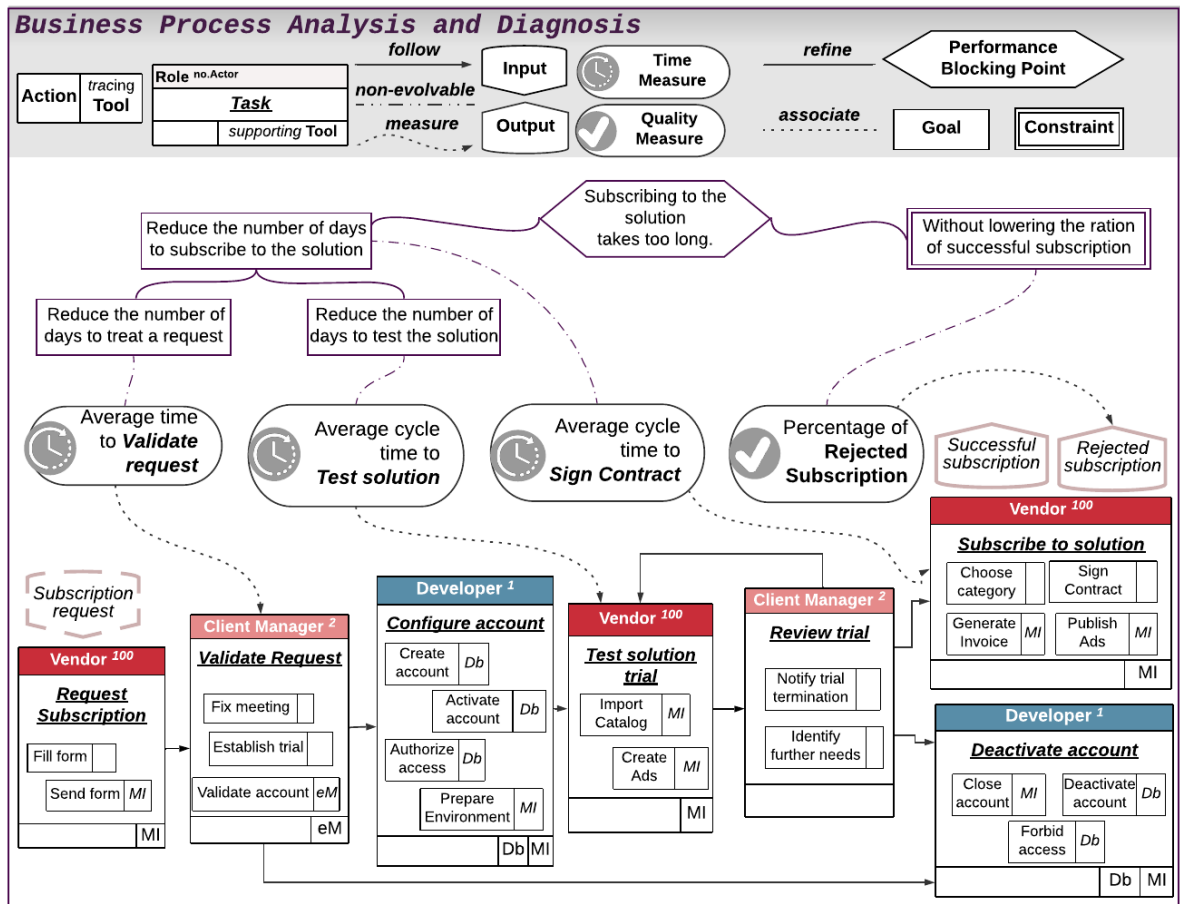 Business Process Analysis and Diagnosis
Action
tracing
Tool
Role no.Actor
Task
supporting Tool
follow
non-evolvable
measure
Input
Output
Time
Measure
Quality
Measure
refine
associate
Performance
Blocking Point
Goal
Constraint
Subscribing to the
solution
takes too long.
Reduce the number of days
to subscribe to the solution
Without lowering the ration
of successful subscription
Reduce the number of
days to treat a request
Reduce the number of
days to test the solution
Average time
to Validate
request
Average cycle
time to
Test solution
Average cycle
time to
Sign Contract
Percentage of
Rejected
Subscription
Successful
subscription
Rejected
subscription
Subscription
request
Vendor 100
Request
Subscription
Fill form
Send form
MI
MI
Client Manager 2
Validate Request
Fix meeting
Establish trial
Validate account
eM
eM
Developer 1
Configure account
Create
account
Db
Activate
account
Db
Authorize
access
Db
Prepare
Environment
MI
Db
MI
Vendor 100
Test solution
trial
Import
Catalog
MI
Create
Ads
MI
MI
Client Manager 2
Review trial
Notify trial
termination
Identify
further needs
Vendor 100
Subscribe to solution
Choose
category
Sign
Contract
Generate
Invoice
MI
Publish
Ads
MI
MI
Developer 1
Deactivate account
Close
account
MI
Deactivate
account
Db
Forbid
access
Db
Db
MI